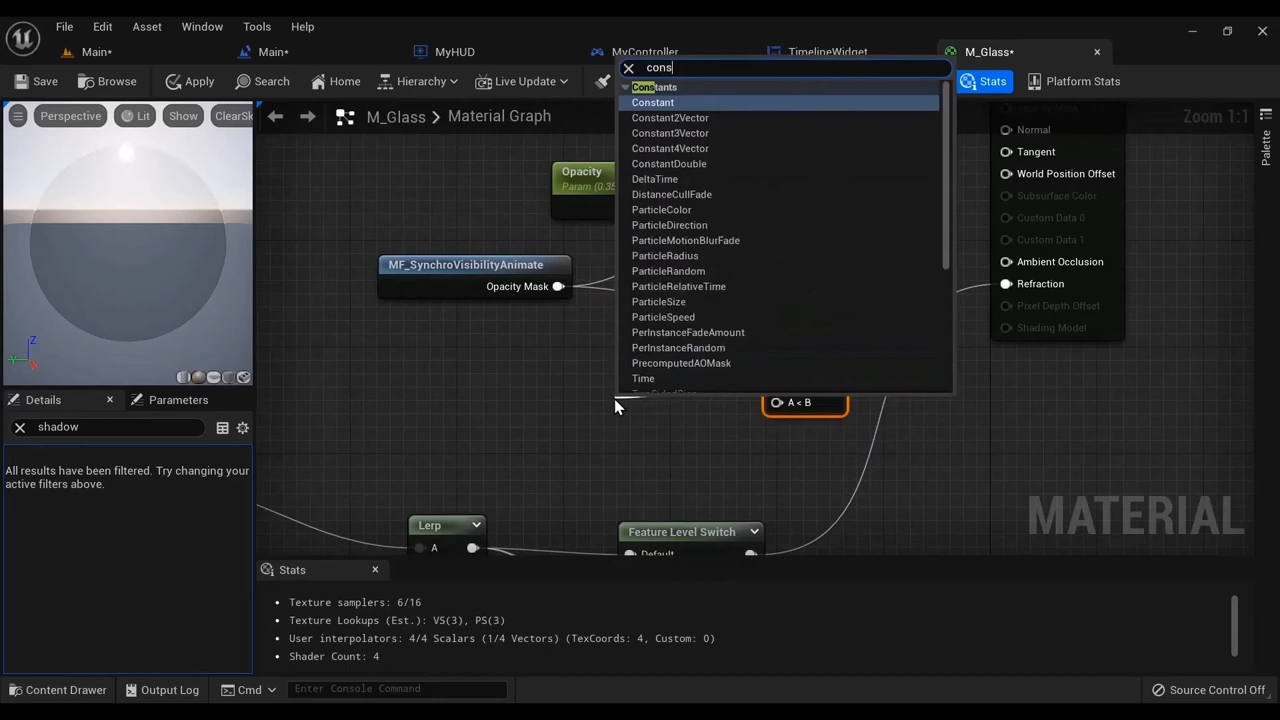 File Edit Asset Window Tools Help
Main* Main* MyHUD MyController TimelineWidget M_Glass*
Save Browse Apply Search Home Hierarchy Live Update Stats Platform Stats
cons
Constants
Constant
Constant2Vector
Constant3Vector
Constant4Vector
ConstantDouble
DeltaTime
DistanceCullFade
ParticleColor
ParticleDirection
ParticleMotionBlurFade
ParticleRadius
ParticleRandom
ParticleRelativeTime
ParticleSize
ParticleSpeed
PerInstanceFadeAmount
PerInstanceRandom
PrecomputedAOMask
Time
Perspective Lit Show ClearSk
M_Glass Material Graph
Zoom 1:1
Palette
Opacity
Param (0.35
MF_SynchroVisibilityAnimate
Opacity Mask
Normal
Tangent
World Position Offset
Subsurface Color
Custom Data 0
Custom Data 1
Ambient Occlusion
Refraction
Pixel Depth Offset
Shading Model
A < B
Z
Y
X
Details Parameters
shadow
All results have been filtered. Try changing your
active filters above.
Lerp
A
Feature Level Switch
Default
MATERIAL
Stats
Texture samplers: 6/16
Texture Lookups (Est.): VS(3), PS(3)
User interpolators: 4/4 Scalars (1/4 Vectors) (TexCoords: 4, Custom: 0)
Shader Count: 4
Content Drawer Output Log Cmd Enter Console Command Source Control Off